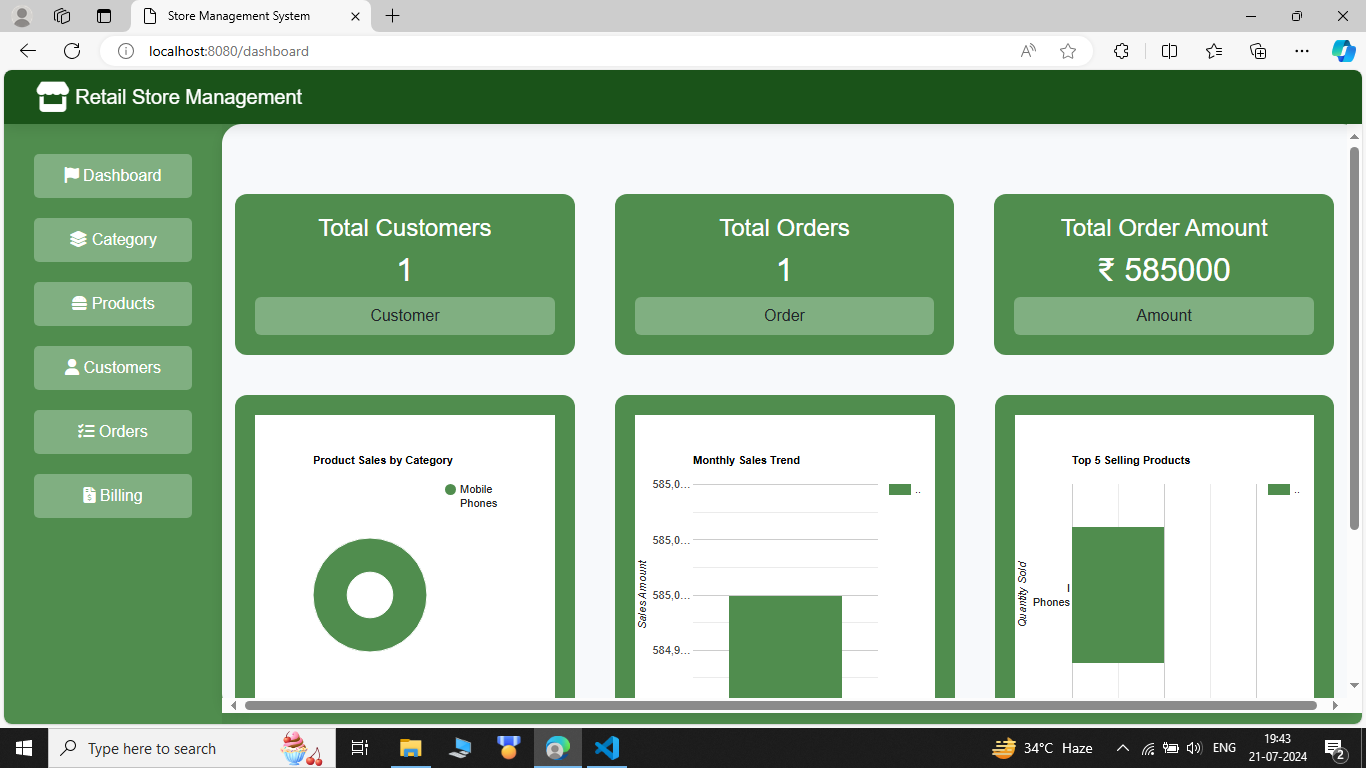 Store Management System
localhost:8080/dashboard
Retail Store Management
Dashboard
Category
Products
Customers
Orders
Billing
Total Customers
1
Customer
Total Orders
1
Order
Total Order Amount
₹ 585000
Amount
Product Sales by Category
Mobile
Phones
Monthly Sales Trend
585,0...
585,0...
585,0...
584,9...
Sales Amount
..
Top 5 Selling Products
Quantity Sold
I
Phones
..
Type here to search
34°C Haze
ENG
19:43
21-07-2024
2